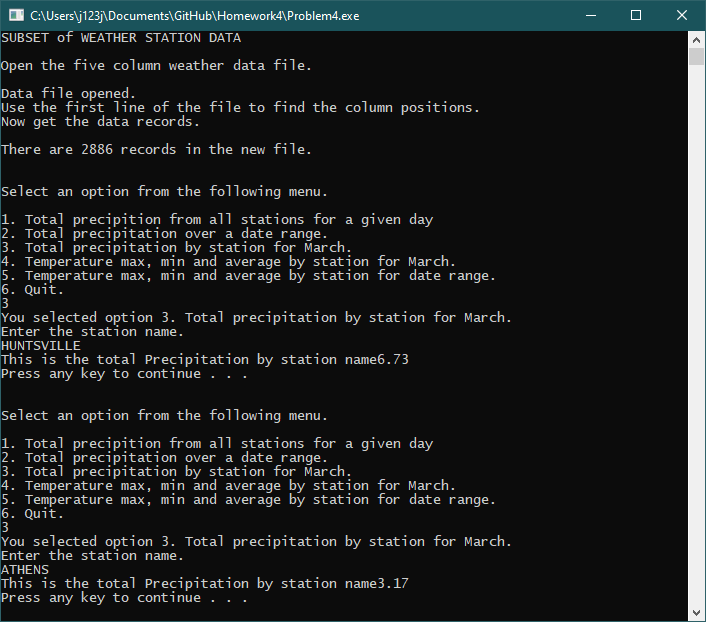 C:\Users\j123j\Documents\GitHub\Homework4\Problem4.exe
SUBSET of WEATHER STATION DATA
Open the five column weather data file.
Data file opened.
Use the first line of the file to find the column positions.
Now get the data records.
There are 2886 records in the new file.
Select an option from the following menu.
1. Total precipition from all stations for a given day
2. Total precipitation over a date range.
3. Total precipitation by station for March.
4. Temperature max, min and average by station for March.
5. Temperature max, min and average by station for date range.
6. Quit.
3
You selected option 3. Total precipitation by station for March.
Enter the station name.
HUNTSVILLE
This is the total Precipitation by station name6.73
Press any key to continue . . .
Select an option from the following menu.
1. Total precipition from all stations for a given day
2. Total precipitation over a date range.
3. Total precipitation by station for March.
4. Temperature max, min and average by station for March.
5. Temperature max, min and average by station for date range.
6. Quit.
3
You selected option 3. Total precipitation by station for March.
Enter the station name.
ATHENS
This is the total Precipitation by station name3.17
Press any key to continue . . .